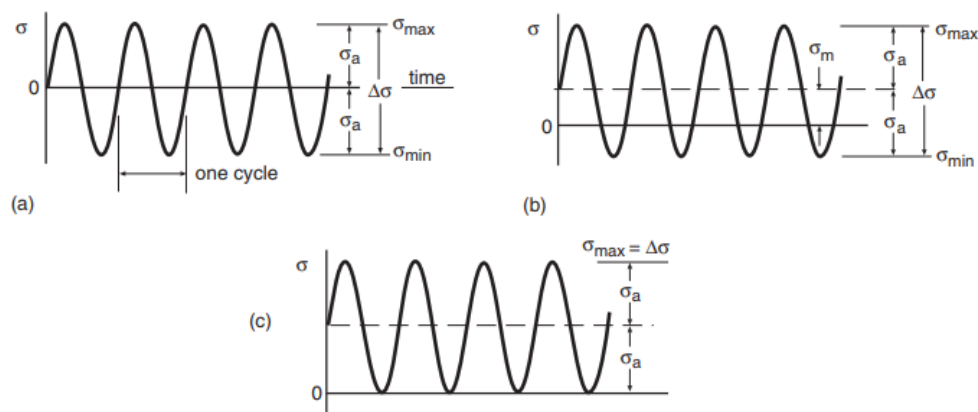 σ
σmax
σa
0
time
Δσ
σa
σmin
one cycle
(a)
σ
σmax
σm
σa
Δσ
σa
0
σmin
(b)
σmax = Δσ
σ
σa
(c)
σa
0